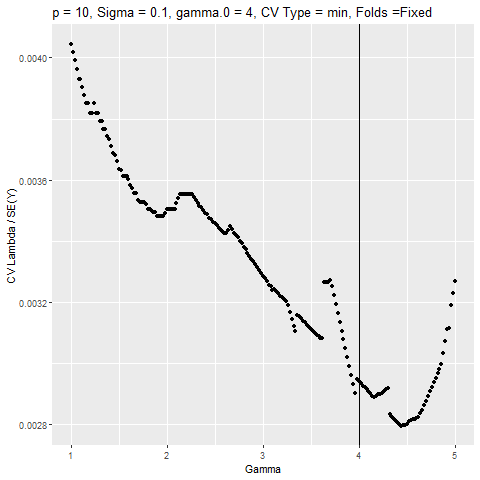 p = 10, Sigma = 0.1, gamma.0 = 4, CV Type = min, Folds =Fixed
CV Lambda / SE(Y)
0.0040
0.0036
0.0032
0.0028
1 2 3 4 5
Gamma